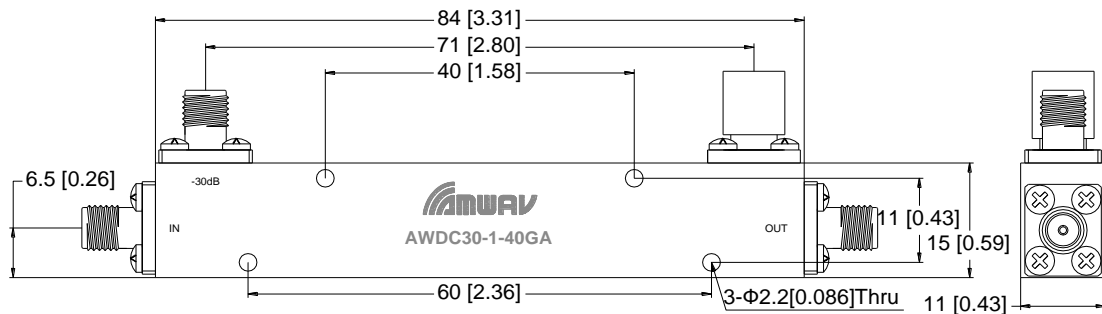 84 [3.31]
71 [2.80]
40 [1.58]
6.5 [0.26]
-30dB
AMWAV
IN
OUT
AWDC30-1-40GA
11 [0.43]
15 [0.59]
60 [2.36]
3-Φ2.2[0.086]Thru
11 [0.43]